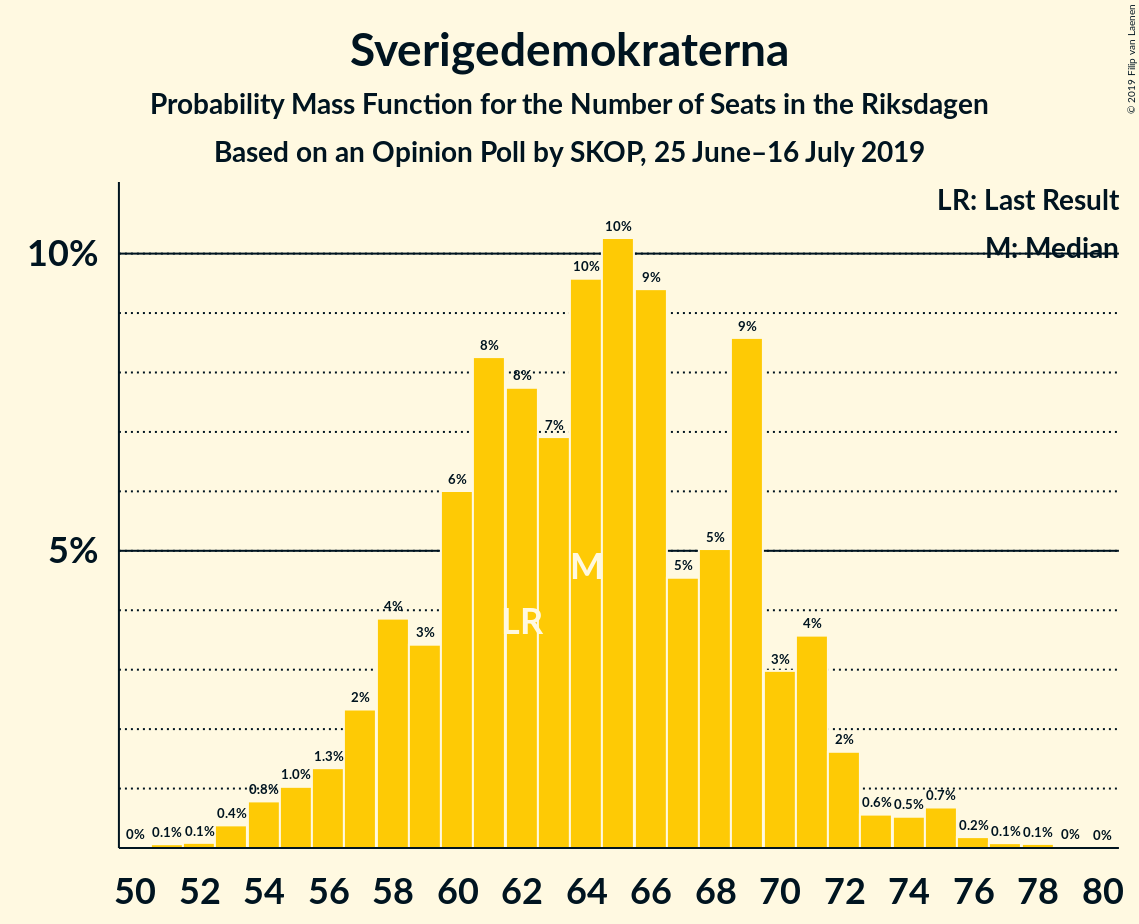 Sverigedemokraterna
Probability Mass Function for the Number of Seats in the Riksdagen
Based on an Opinion Poll by SKOP, 25 June–16 July 2019
© 2019 Filip van Laenen
LR: Last Result
M: Median
10%
5%
0% 0.1% 0.1% 0.4% 0.8% 1.0% 1.3% 2% 4% 3% 6% 8% 8% 7% 10% 10% 9% 5% 5% 9% 3% 4% 2% 0.6% 0.5% 0.7% 0.2% 0.1% 0.1% 0% 0%
M
LR
50 52 54 56 58 60 62 64 66 68 70 72 74 76 78 80